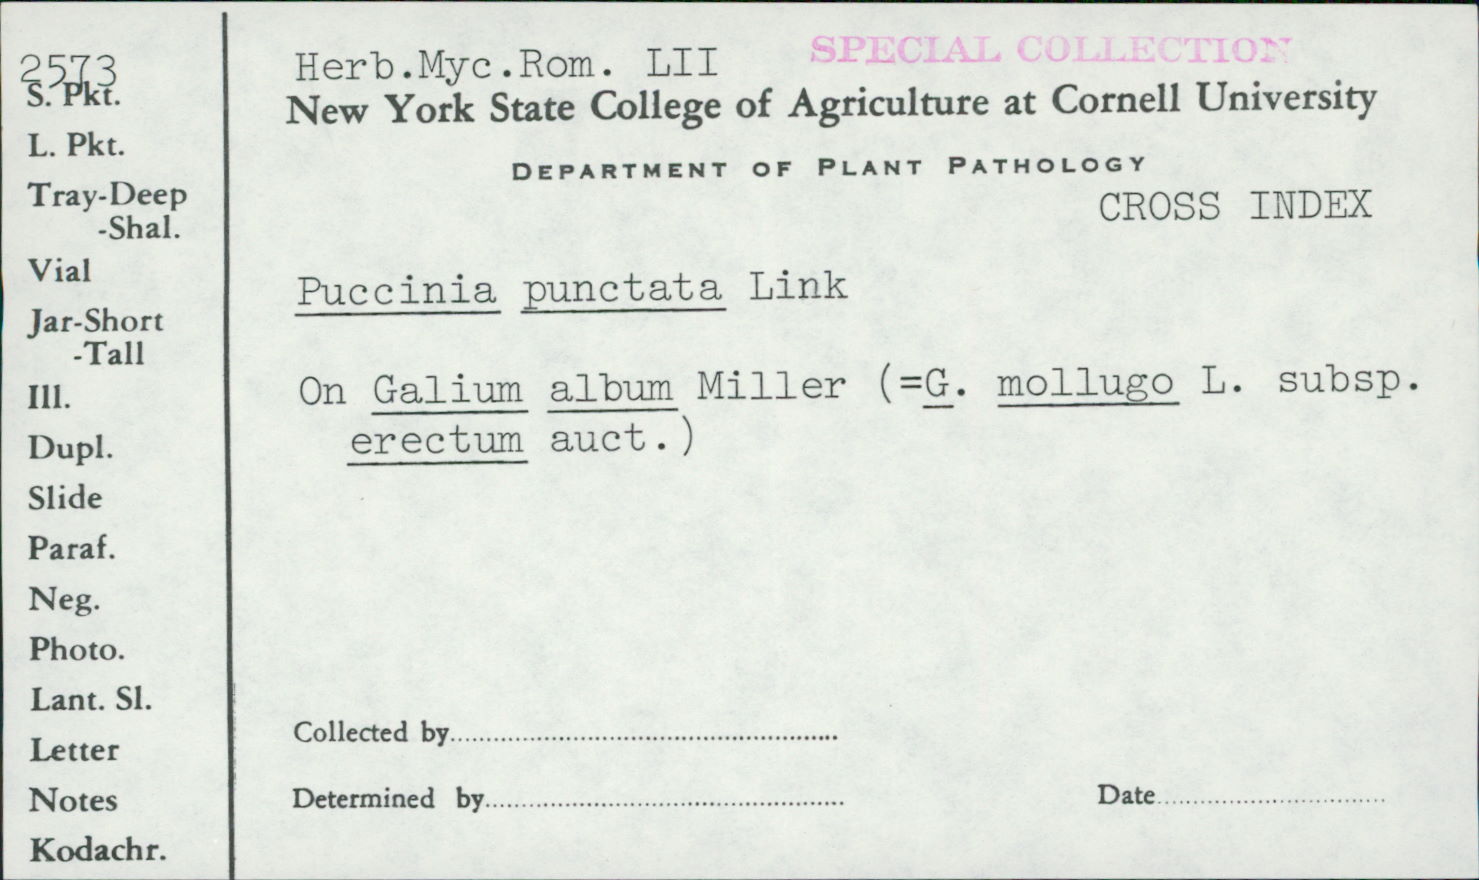 2573
S. Pkt.
L. Pkt.
Tray-Deep
-Shal.
Vial
Jar-Short
-Tall
Ill.
Dupl.
Slide
Paraf.
Neg.
Photo.
Lant. Sl.
Letter
Notes
Kodachr.
Herb.Myc.Rom. LII
SPECIAL COLLECTION
New York State College of Agriculture at Cornell University
DEPARTMENT OF PLANT PATHOLOGY
CROSS INDEX
Puccinia punctata Link
On Galium album Miller (=G. mollugo L. subsp.
erectum auct.)
Collected by
Determined by
Date